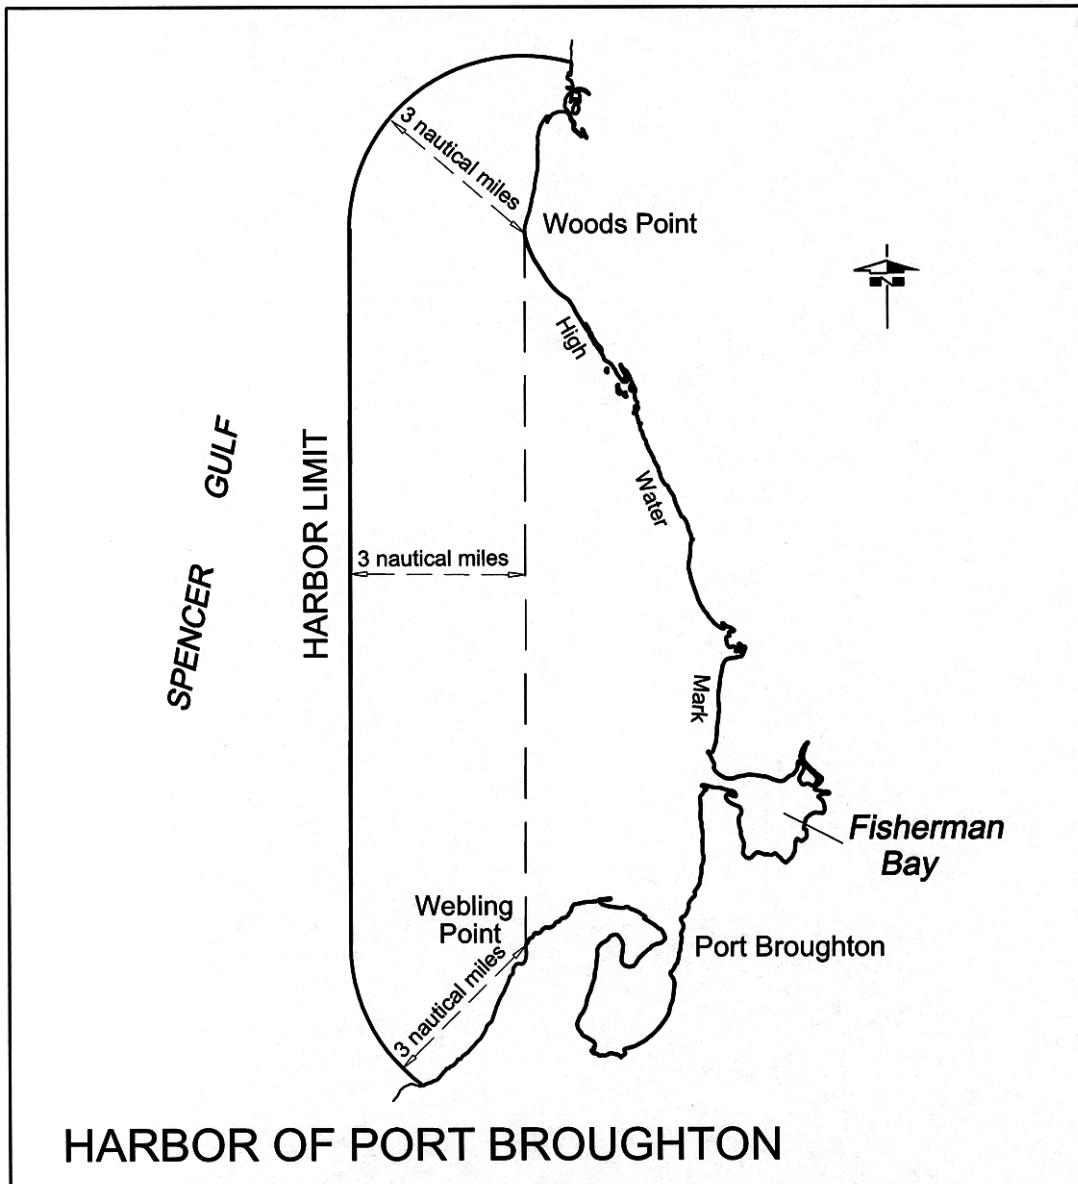 3 nautical miles
Woods Point
High
Water
Mark
SPENCER GULF
HARBOR LIMIT
3 nautical miles
Fisherman
Bay
Webling
Point
3 nautical miles
Port Broughton
HARBOR OF PORT BROUGHTON